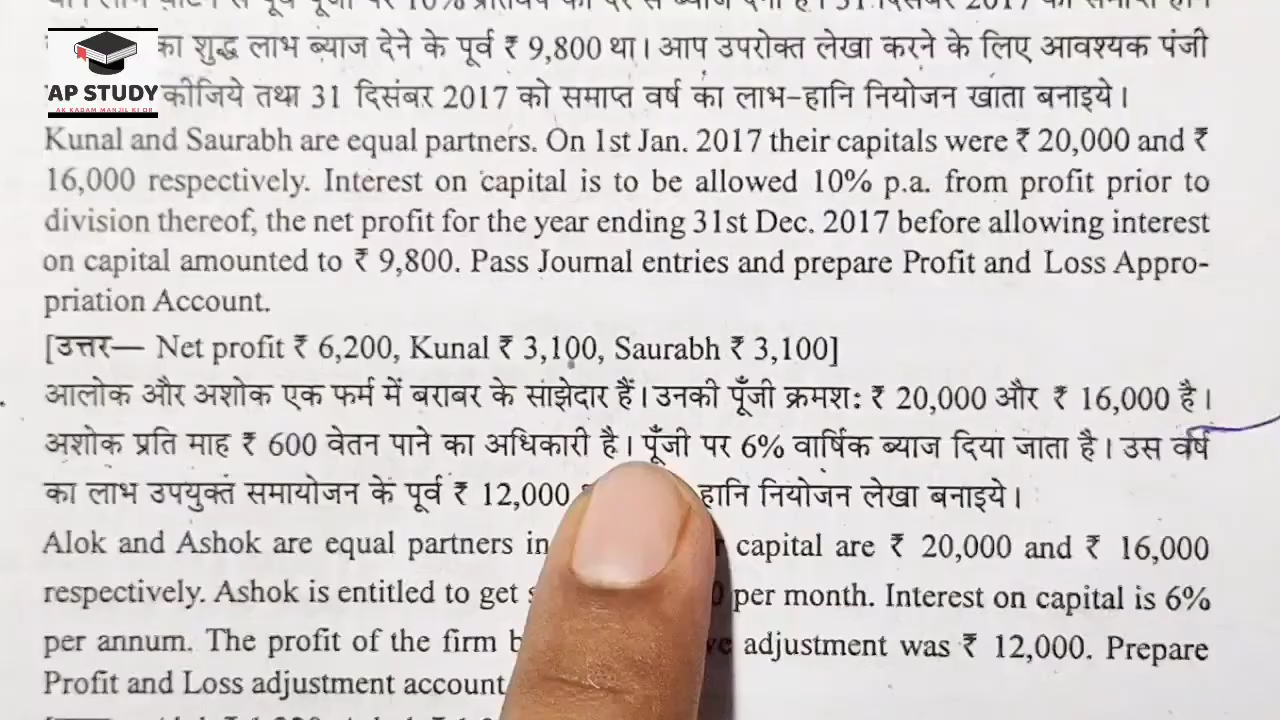 का शुद्ध लाभ ब्याज देने के पूर्व ₹ 9,800 था। आप उपरोक्त लेखा करने के लिए आवश्यक पंजी
AP STUDY
AK KADAM MANJIL KI OR
कीजिये तथा 31 दिसंबर 2017 को समाप्त वर्ष का लाभ-हानि नियोजन खाता बनाइये।
Kunal and Saurabh are equal partners. On 1st Jan. 2017 their capitals were ₹ 20,000 and ₹
16,000 respectively. Interest on capital is to be allowed 10% p.a. from profit prior to
division thereof, the net profit for the year ending 31st Dec. 2017 before allowing interest
on capital amounted to ₹ 9,800. Pass Journal entries and prepare Profit and Loss Appro-
priation Account.
[उत्तर— Net profit ₹ 6,200, Kunal ₹ 3,100, Saurabh ₹ 3,100]
आलोक और अशोक एक फर्म में बराबर के सांझेदार हैं। उनकी पूँजी क्रमश: ₹ 20,000 और ₹ 16,000 है।
अशोक प्रति माह ₹ 600 वेतन पाने का अधिकारी है। पूँजी पर 6% वार्षिक ब्याज दिया जाता है। उस वर्ष
का लाभ उपयुक्त समायोजन के पूर्व ₹ 12,000 हानि नियोजन लेखा बनाइये।
Alok and Ashok are equal partners in capital are ₹ 20,000 and ₹ 16,000
respectively. Ashok is entitled to get per month. Interest on capital is 6%
per annum. The profit of the firm adjustment was ₹ 12,000. Prepare
Profit and Loss adjustment account